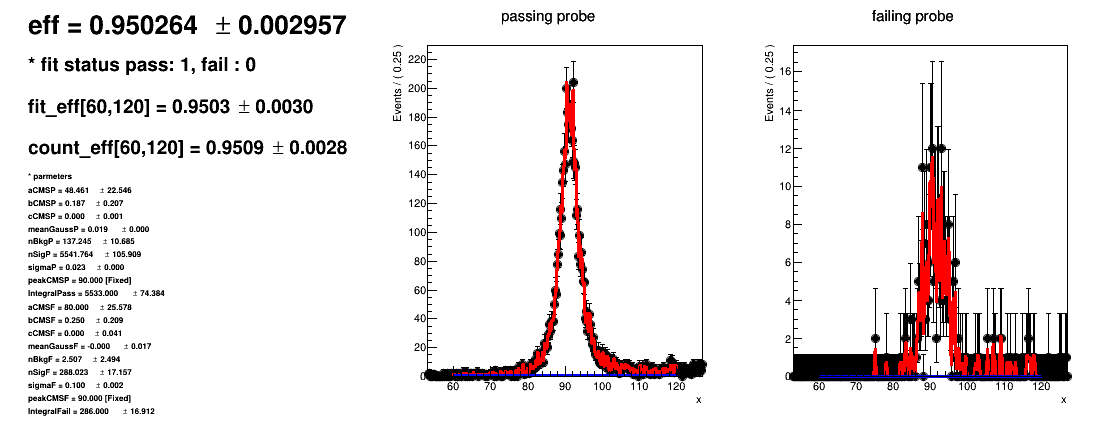 eff = 0.950264 ± 0.002957
* fit status pass: 1, fail : 0
fit_eff[60,120] = 0.9503 ± 0.0030
count_eff[60,120] = 0.9509 ± 0.0028
* parmeters
aCMSP = 48.461 ± 22.546
bCMSP = 0.187 ± 0.207
cCMSP = 0.000 ± 0.001
meanGaussP = 0.019 ± 0.000
nBkgP = 137.245 ± 10.685
nSigP = 5541.764 ± 105.909
sigmaP = 0.023 ± 0.000
peakCMSP = 90.000 [Fixed]
IntegralPass = 5533.000 ± 74.384
aCMSF = 80.000 ± 25.578
bCMSF = 0.250 ± 0.209
cCMSF = 0.000 ± 0.041
meanGaussF = -0.000 ± 0.017
nBkgF = 2.507 ± 2.494
nSigF = 288.023 ± 17.157
sigmaF = 0.100 ± 0.002
peakCMSF = 90.000 [Fixed]
IntegralFail = 286.000 ± 16.912
passing probe
Events / ( 0.25 )
220
200
180
160
140
120
100
80
60
40
20
0
60 70 80 90 100 110 120
x
failing probe
Events / ( 0.25 )
16
14
12
10
8
6
4
2
0
60 70 80 90 100 110 120
x